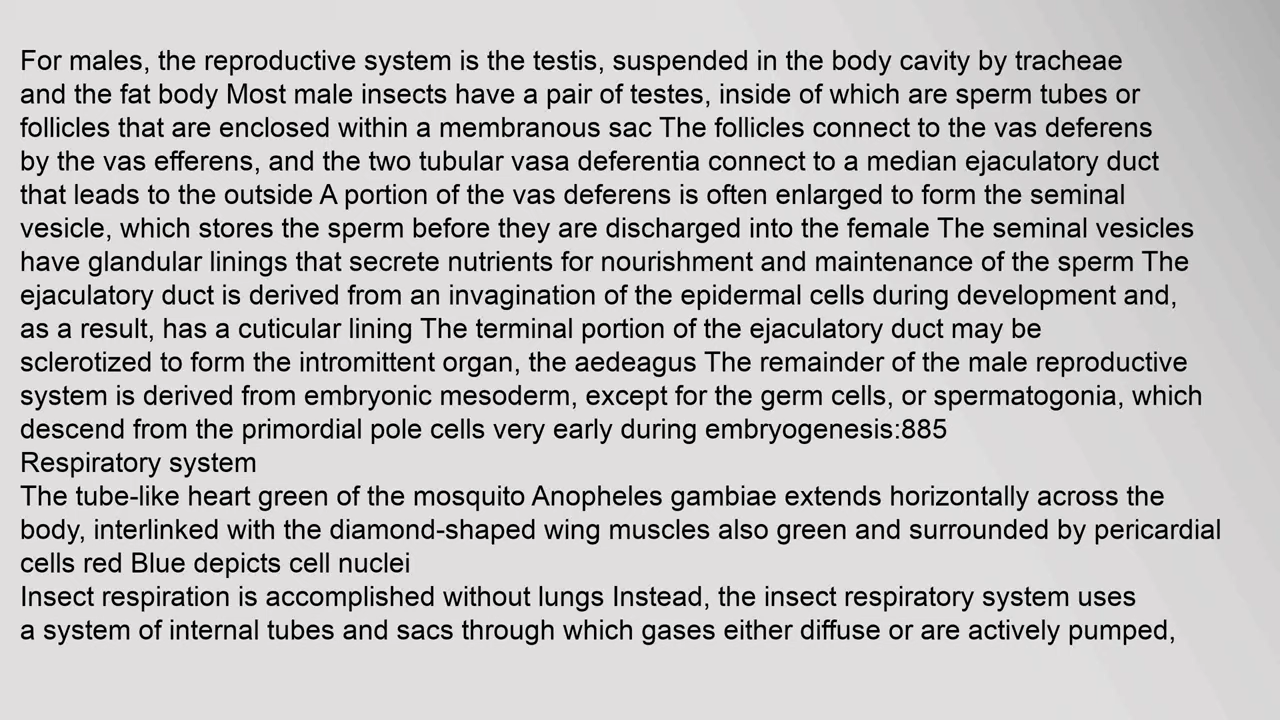 For males, the reproductive system is the testis, suspended in the body cavity by tracheae
and the fat body Most male insects have a pair of testes, inside of which are sperm tubes or
follicles that are enclosed within a membranous sac The follicles connect to the vas deferens
by the vas efferens, and the two tubular vasa deferentia connect to a median ejaculatory duct
that leads to the outside A portion of the vas deferens is often enlarged to form the seminal
vesicle, which stores the sperm before they are discharged into the female The seminal vesicles
have glandular linings that secrete nutrients for nourishment and maintenance of the sperm The
ejaculatory duct is derived from an invagination of the epidermal cells during development and,
as a result, has a cuticular lining The terminal portion of the ejaculatory duct may be
sclerotized to form the intromittent organ, the aedeagus The remainder of the male reproductive
system is derived from embryonic mesoderm, except for the germ cells, or spermatogonia, which
descend from the primordial pole cells very early during embryogenesis:885
Respiratory system
The tube-like heart green of the mosquito Anopheles gambiae extends horizontally across the
body, interlinked with the diamond-shaped wing muscles also green and surrounded by pericardial
cells red Blue depicts cell nuclei
Insect respiration is accomplished without lungs Instead, the insect respiratory system uses
a system of internal tubes and sacs through which gases either diffuse or are actively pumped,